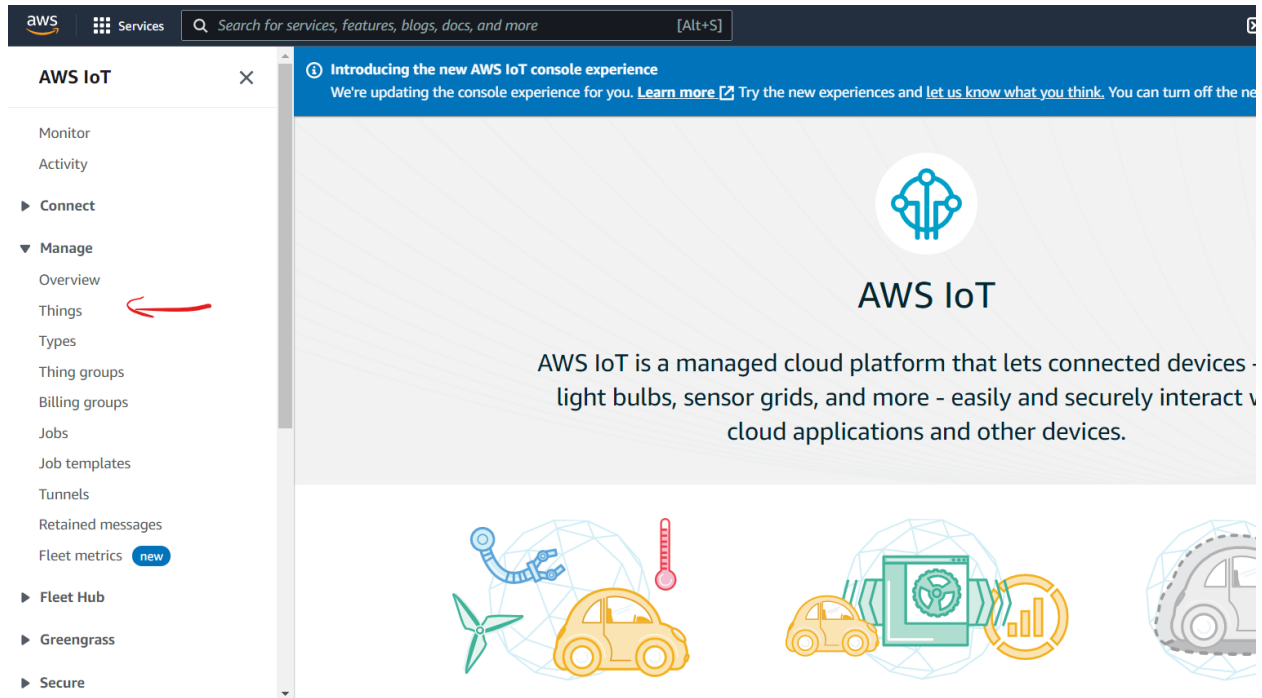 aws
Services
Search for services, features, blogs, docs, and more
[Alt+S]
AWS IoT
Monitor
Activity
Connect
Manage
Overview
Things
Types
Thing groups
Billing groups
Jobs
Job templates
Tunnels
Retained messages
Fleet metrics new
Fleet Hub
Greengrass
Secure
Introducing the new AWS IoT console experience
We're updating the console experience for you. Learn more Try the new experiences and let us know what you think. You can turn off the ne
AWS IoT
AWS IoT is a managed cloud platform that lets connected devices -
light bulbs, sensor grids, and more - easily and securely interact
cloud applications and other devices.